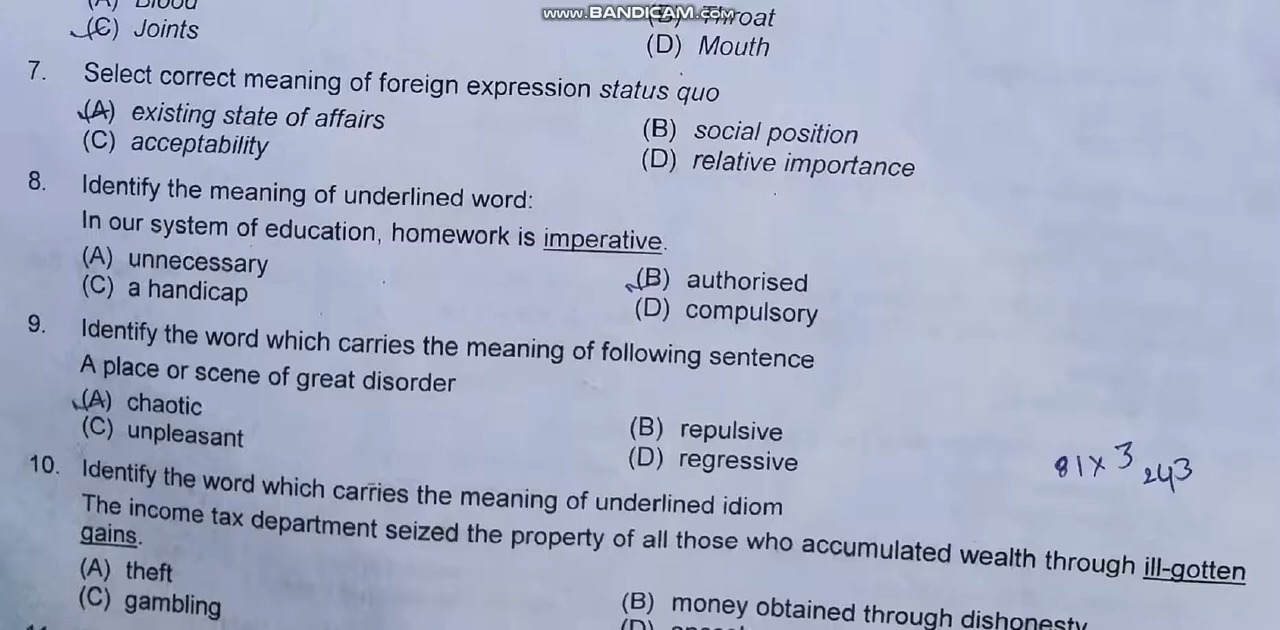 www.BANDICAM.com
(A) Blood
(B) Throat
(C) Joints
(D) Mouth
7. Select correct meaning of foreign expression status quo
(A) existing state of affairs
(B) social position
(C) acceptability
(D) relative importance
8. Identify the meaning of underlined word:
In our system of education, homework is imperative.
(A) unnecessary
(B) authorised
(C) a handicap
(D) compulsory
9. Identify the word which carries the meaning of following sentence
A place or scene of great disorder
(A) chaotic
(B) repulsive
(C) unpleasant
(D) regressive
81 x 3 243
10. Identify the word which carries the meaning of underlined idiom
The income tax department seized the property of all those who accumulated wealth through ill-gotten
gains.
(A) theft
(B) money obtained through dishonesty
(C) gambling
(D)